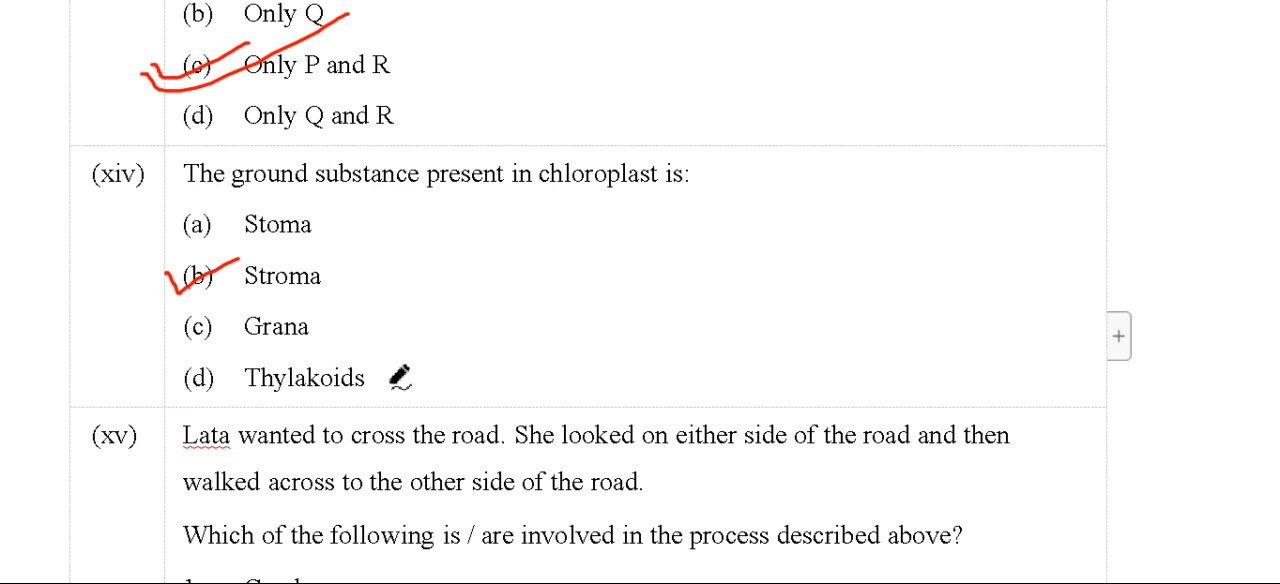 (b) Only Q
(c) Only P and R
(d) Only Q and R
(xiv) The ground substance present in chloroplast is:
(a) Stoma
(b) Stroma
(c) Grana
(d) Thylakoids
(xv) Lata wanted to cross the road. She looked on either side of the road and then
walked across to the other side of the road.
Which of the following is / are involved in the process described above?